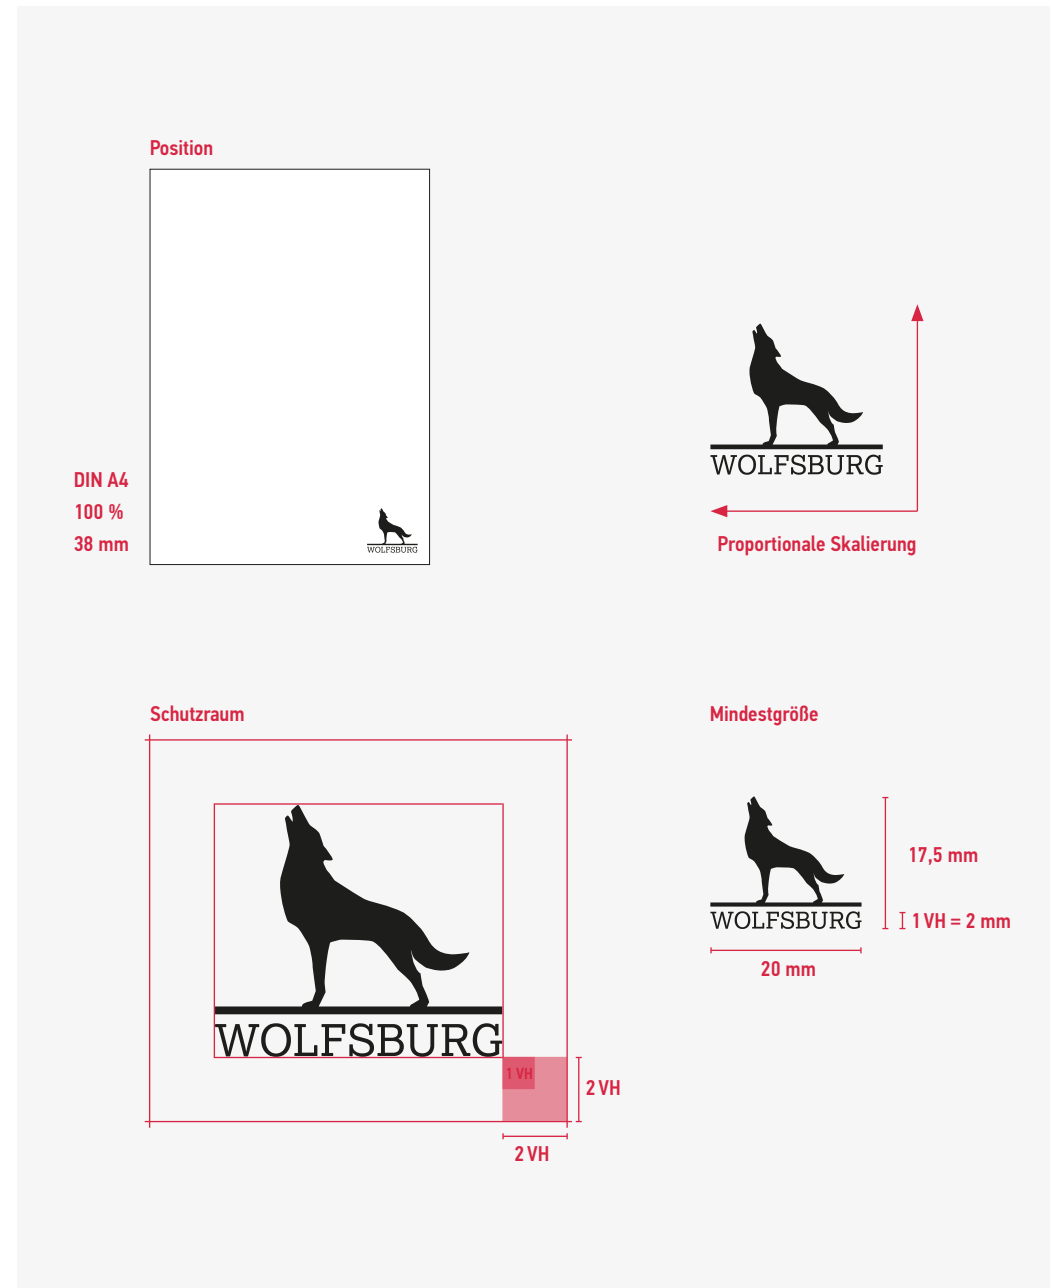 Position
DIN A4
100 %
38 mm
WOLFSBURG
WOLFSBURG
Proportionale Skalierung
Schutzraum
WOLFSBURG
1 VH
2 VH
2 VH
Mindestgröße
17,5 mm
WOLFSBURG
1 VH = 2 mm
20 mm